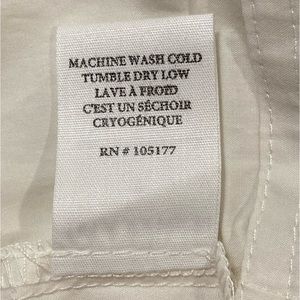 MACHINE WASH COLD
TUMBLE DRY LOW
LAVE À FROID
C'EST UN SÉCHOIR
CRYOGÉNIQUE
RN # 105177